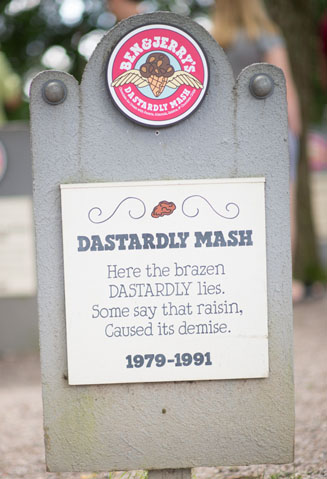 BEN & JERRY'S
DASTARDLY MASH
DASTARDLY MASH
Here the brazen
DASTARDLY lies.
Some say that raisin,
Caused its demise.
1979-1991